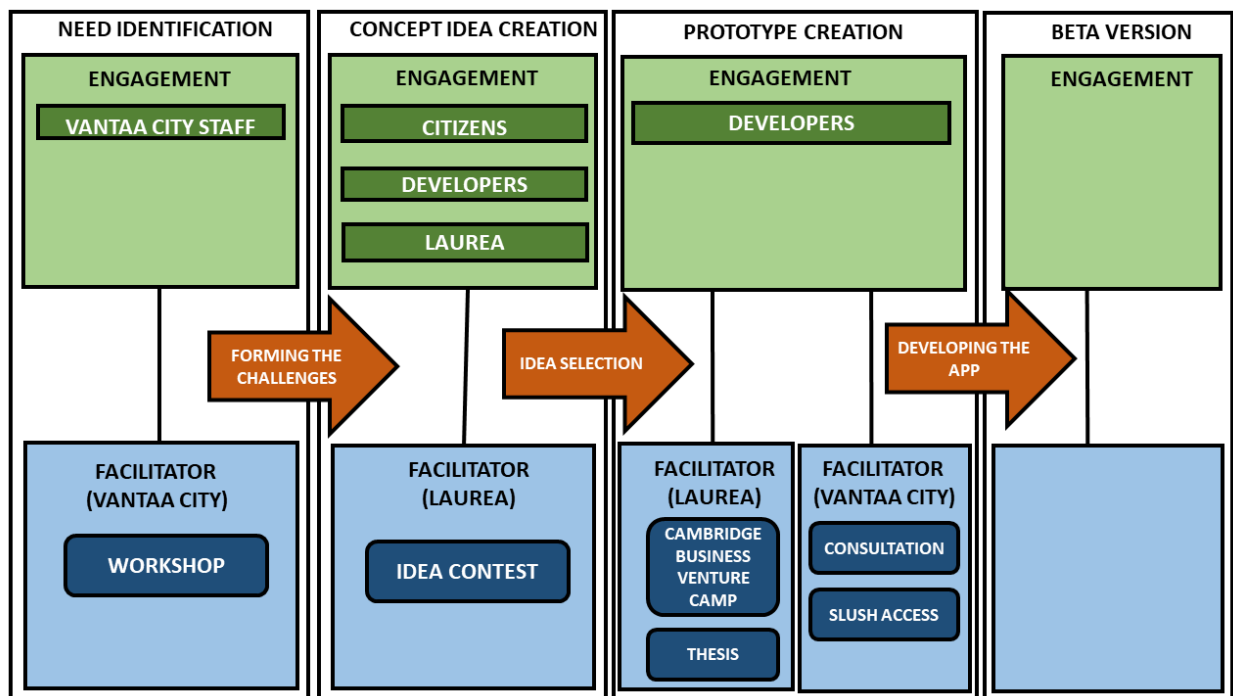 NEED IDENTIFICATION
ENGAGEMENT
VANTAA CITY STAFF
FORMING THE
CHALLENGES
FACILITATOR
(VANTAA CITY)
WORKSHOP
CONCEPT IDEA CREATION
ENGAGEMENT
CITIZENS
DEVELOPERS
LAUREA
IDEA SELECTION
FACILITATOR
(LAUREA)
IDEA CONTEST
PROTOTYPE CREATION
ENGAGEMENT
DEVELOPERS
DEVELOPING THE
APP
FACILITATOR
(LAUREA)
CAMBRIDGE
BUSINESS
VENTURE
CAMP
THESIS
FACILITATOR
(VANTAA CITY)
CONSULTATION
SLUSH ACCESS
BETA VERSION
ENGAGEMENT